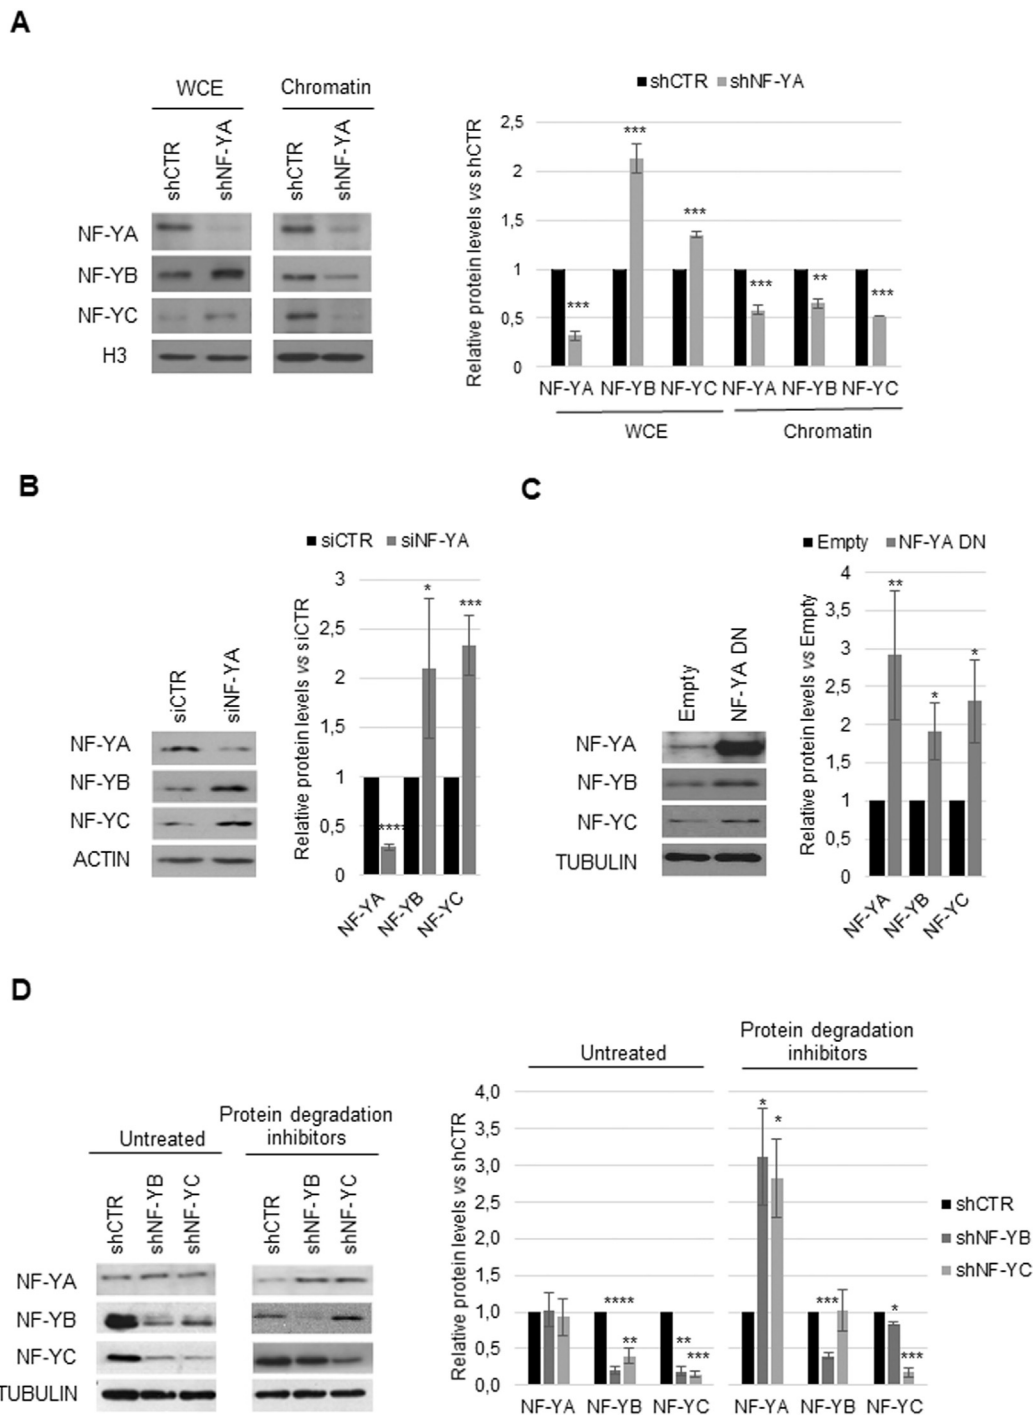 A
WCE
Chromatin
shCTR
shNF-YA
shCTR
shNF-YA
NF-YA
NF-YB
NF-YC
H3
shCTR shNF-YA
Relative protein levels vs shCTR
2,5
2
1,5
1
0,5
0
***
***
***
***
**
***
NF-YA NF-YB NF-YC NF-YA NF-YB NF-YC
WCE Chromatin
B
siCTR
siNF-YA
NF-YA
NF-YB
NF-YC
ACTIN
siCTR siNF-YA
Relative protein levels vs siCTR
3
2,5
2
1,5
1
0,5
0
****
*
***
NF-YA
NF-YB
NF-YC
C
Empty
NF-YA DN
NF-YA
NF-YB
NF-YC
TUBULIN
Empty NF-YA DN
Relative protein levels vs Empty
4
3,5
3
2,5
2
1,5
1
0,5
0
**
*
*
NF-YA
NF-YB
NF-YC
D
Untreated
Protein degradation
inhibitors
shCTR
shNF-YB
shNF-YC
shCTR
shNF-YB
shNF-YC
NF-YA
NF-YB
NF-YC
TUBULIN
Untreated
Protein degradation
inhibitors
Relative protein levels vs shCTR
4,0
3,5
3,0
2,5
2,0
1,5
1,0
0,5
0,0
****
**
**
***
*
*
***
*
***
NF-YA NF-YB NF-YC NF-YA NF-YB NF-YC
shCTR
shNF-YB
shNF-YC